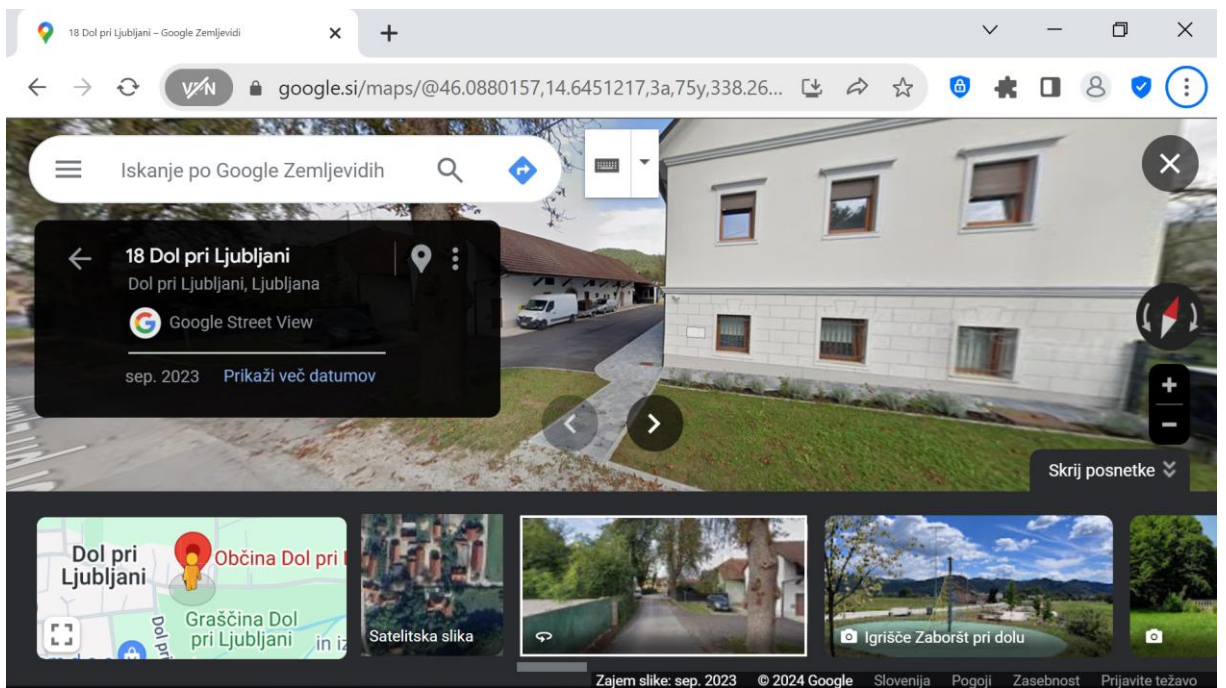 18 Dol pri Ljubljani – Google Zemljevidi
VPN
google.si/maps/@46.0880157,14.6451217,3a,75y,338.26...
Iskanje po Google Zemljevidih
18 Dol pri Ljubljani
Dol pri Ljubljani, Ljubljana
Google Street View
sep. 2023 Prikaži več datumov
Skrij posnetke
Dol pri
Ljubljani
Občina Dol pri
Graščina Dol
pri Ljubljani
Dol
in
Satelitska slika
Igrišče Zaboršt pri dolu
Zajem slike: sep. 2023 © 2024 Google Slovenija Pogoji Zasebnost Prijavite težavo